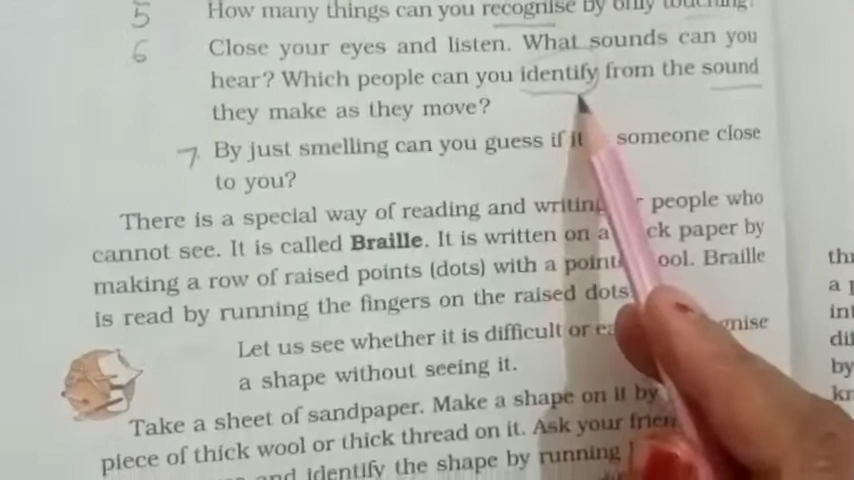 5 How many things can you recognise by only touching?
6 Close your eyes and listen. What sounds can you
hear? Which people can you identify from the sound
they make as they move?
7. By just smelling can you guess if it someone close
to you?
There is a special way of reading and writing people who
cannot see. It is called Braille. It is written on a paper by
making a row of raised points (dots) with a Braille
is read by running the fingers on the raised dots.
Let us see whether it is difficult or
a shape without seeing it.
Take a sheet of sandpaper. Make a shape on it by
piece of thick wool or thick thread on it. Ask your
and identify the shape by running